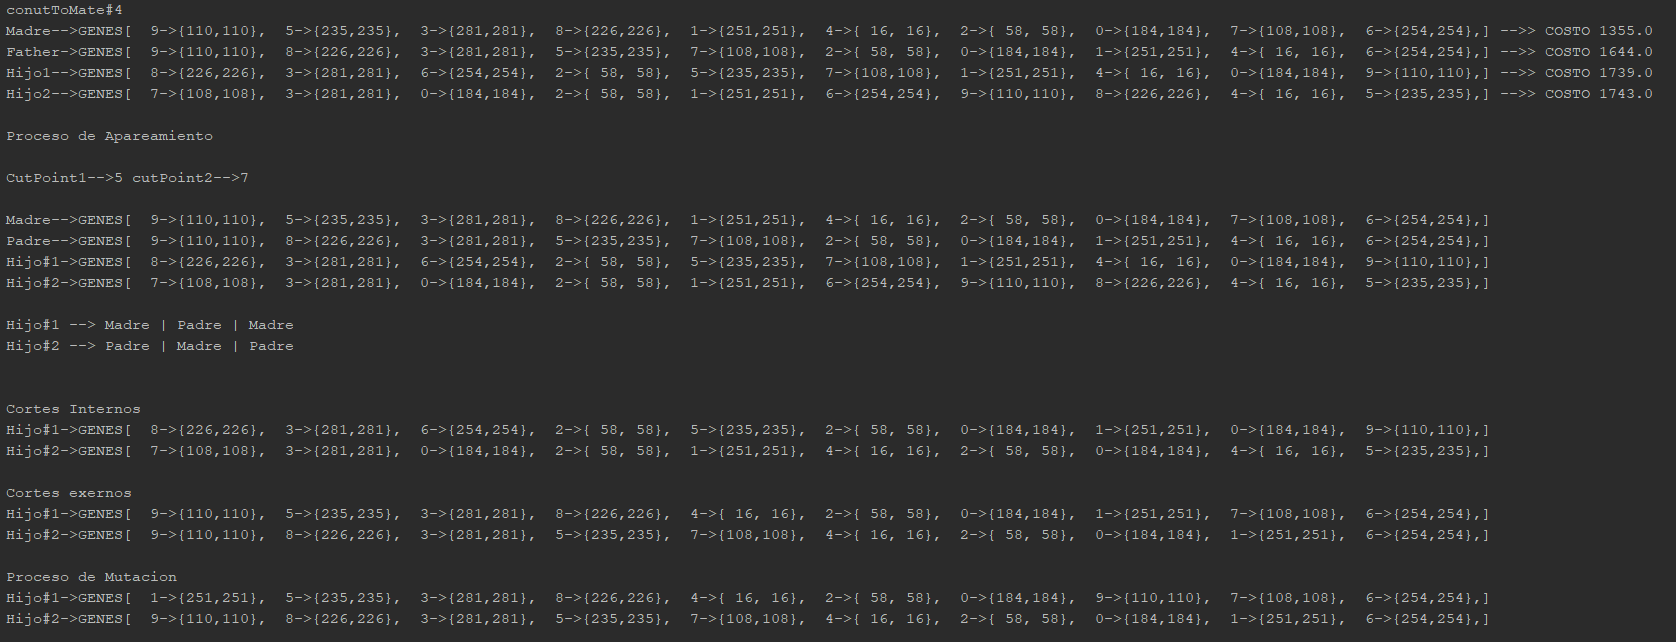 conutToMate#4
Madre-->GENES[  9->{110,110},  5->{235,235},  3->{281,281},  8->{226,226},  1->{251,251},  4->{ 16, 16},  2->{ 58, 58},  0->{184,184},  7->{108,108},  6->{254,254},] -->> COSTO 1355.0
Father->GENES[  9->{110,110},  8->{226,226},  3->{281,281},  5->{235,235},  7->{108,108},  2->{ 58, 58},  0->{184,184},  1->{251,251},  4->{ 16, 16},  6->{254,254},] -->> COSTO 1644.0
Hijo1-->GENES[  8->{226,226},  3->{281,281},  6->{254,254},  2->{ 58, 58},  5->{235,235},  7->{108,108},  1->{251,251},  4->{ 16, 16},  0->{184,184},  9->{110,110},] -->> COSTO 1739.0
Hijo2-->GENES[  7->{108,108},  3->{281,281},  0->{184,184},  2->{ 58, 58},  1->{251,251},  6->{254,254},  9->{110,110},  8->{226,226},  4->{ 16, 16},  5->{235,235},] -->> COSTO 1743.0
Proceso de Apareamiento
CutPoint1-->5 cutPoint2-->7
Madre-->GENES[  9->{110,110},  5->{235,235},  3->{281,281},  8->{226,226},  1->{251,251},  4->{ 16, 16},  2->{ 58, 58},  0->{184,184},  7->{108,108},  6->{254,254},]
Padre-->GENES[  9->{110,110},  8->{226,226},  3->{281,281},  5->{235,235},  7->{108,108},  2->{ 58, 58},  0->{184,184},  1->{251,251},  4->{ 16, 16},  6->{254,254},]
Hijo#1->GENES[  8->{226,226},  3->{281,281},  6->{254,254},  2->{ 58, 58},  5->{235,235},  7->{108,108},  1->{251,251},  4->{ 16, 16},  0->{184,184},  9->{110,110},]
Hijo#2->GENES[  7->{108,108},  3->{281,281},  0->{184,184},  2->{ 58, 58},  1->{251,251},  6->{254,254},  9->{110,110},  8->{226,226},  4->{ 16, 16},  5->{235,235},]
Hijo#1 --> Madre | Padre | Madre
Hijo#2 --> Padre | Madre | Padre
Cortes Internos
Hijo#1->GENES[  8->{226,226},  3->{281,281},  6->{254,254},  2->{ 58, 58},  5->{235,235},  2->{ 58, 58},  0->{184,184},  1->{251,251},  0->{184,184},  9->{110,110},]
Hijo#2->GENES[  7->{108,108},  3->{281,281},  0->{184,184},  2->{ 58, 58},  1->{251,251},  4->{ 16, 16},  2->{ 58, 58},  0->{184,184},  4->{ 16, 16},  5->{235,235},]
Cortes exernos
Hijo#1->GENES[  9->{110,110},  5->{235,235},  3->{281,281},  8->{226,226},  4->{ 16, 16},  2->{ 58, 58},  0->{184,184},  1->{251,251},  7->{108,108},  6->{254,254},]
Hijo#2->GENES[  9->{110,110},  8->{226,226},  3->{281,281},  5->{235,235},  7->{108,108},  4->{ 16, 16},  2->{ 58, 58},  0->{184,184},  1->{251,251},  6->{254,254},]
Proceso de Mutacion
Hijo#1->GENES[  1->{251,251},  5->{235,235},  3->{281,281},  8->{226,226},  4->{ 16, 16},  2->{ 58, 58},  0->{184,184},  9->{110,110},  7->{108,108},  6->{254,254},]
Hijo#2->GENES[  9->{110,110},  8->{226,226},  3->{281,281},  5->{235,235},  7->{108,108},  4->{ 16, 16},  2->{ 58, 58},  0->{184,184},  1->{251,251},  6->{254,254},]